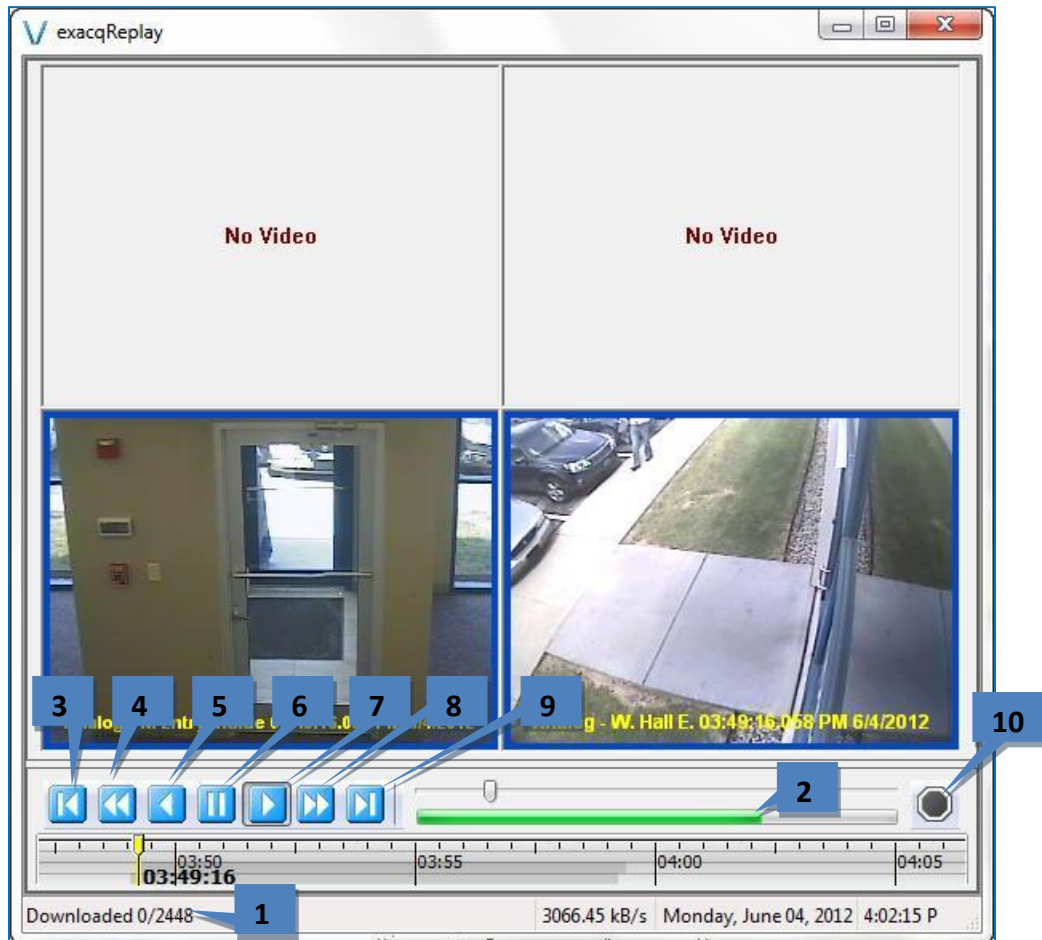 exacqReplay
No Video
No Video
- W. Hall E. 03:49:16.058 PM 6/4/2012
3
4
5
6
7
8
9
10
2
03:50
03:55
04:00
04:05
03:49:16
Downloaded 0/2448
1
3066.45 kB/s
Monday, June 04, 2012
4:02:15 P